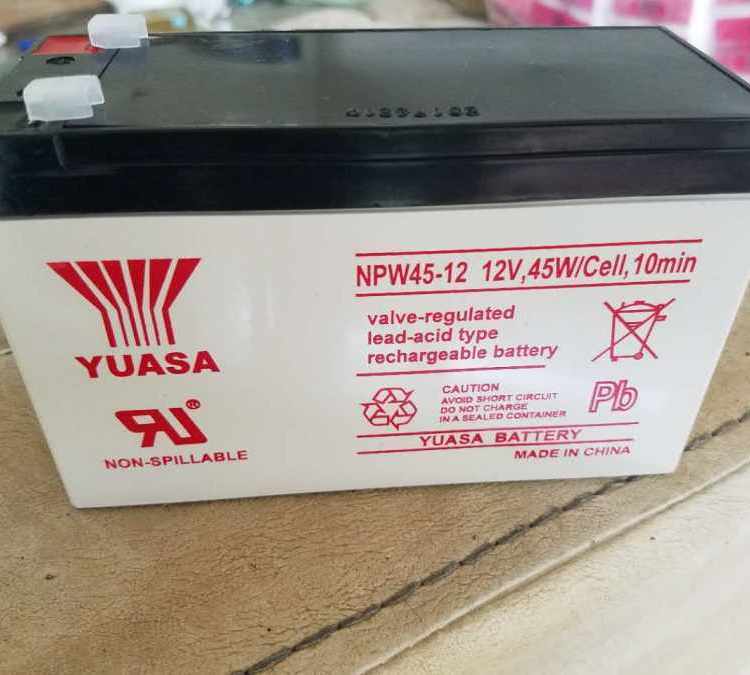 YUASA
NON-SPILLABLE
NPW45-12 12V,45W/Cell,10min
valve-regulated
lead-acid type
rechargeable battery
CAUTION
AVOID SHORT CIRCUIT
DO NOT CHARGE
IN A SEALED CONTAINER
Pb
YUASA BATTERY
MADE IN CHINA